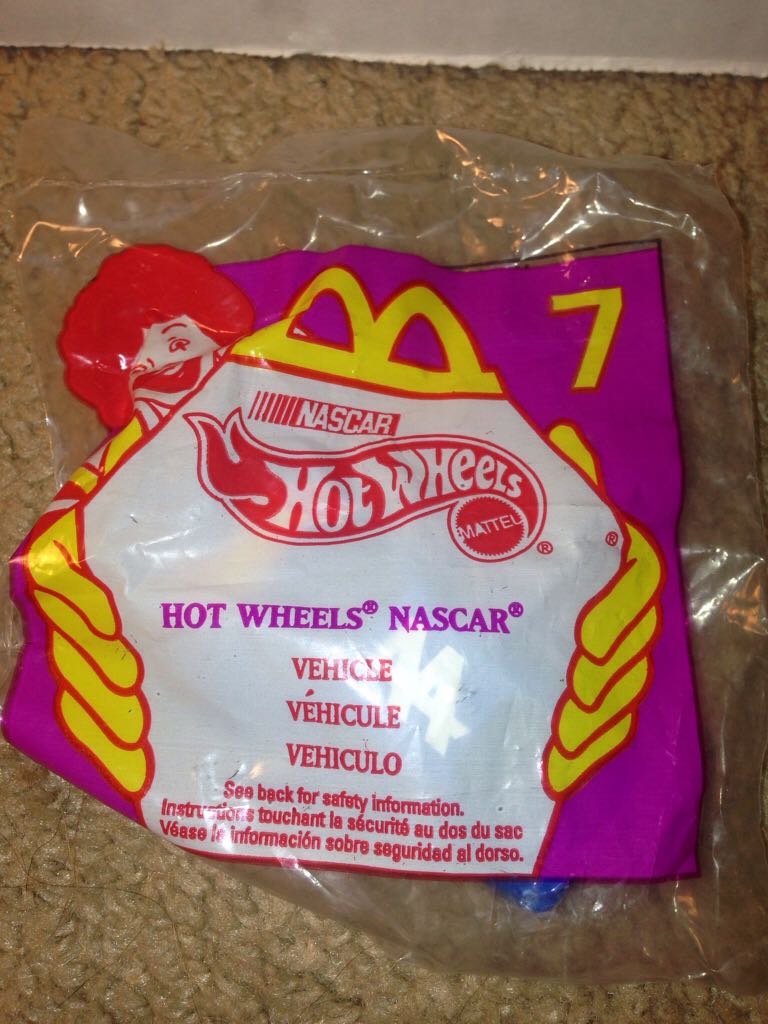 7
NASCAR
Hot Wheels
MATTEL
® ®
HOT WHEELS® NASCAR®
VEHICLE
VÉHICULE
VEHICULO
See back for safety information.
Instructions touchant la sécurité au dos du sac
Véase la información sobre seguridad al dorso.